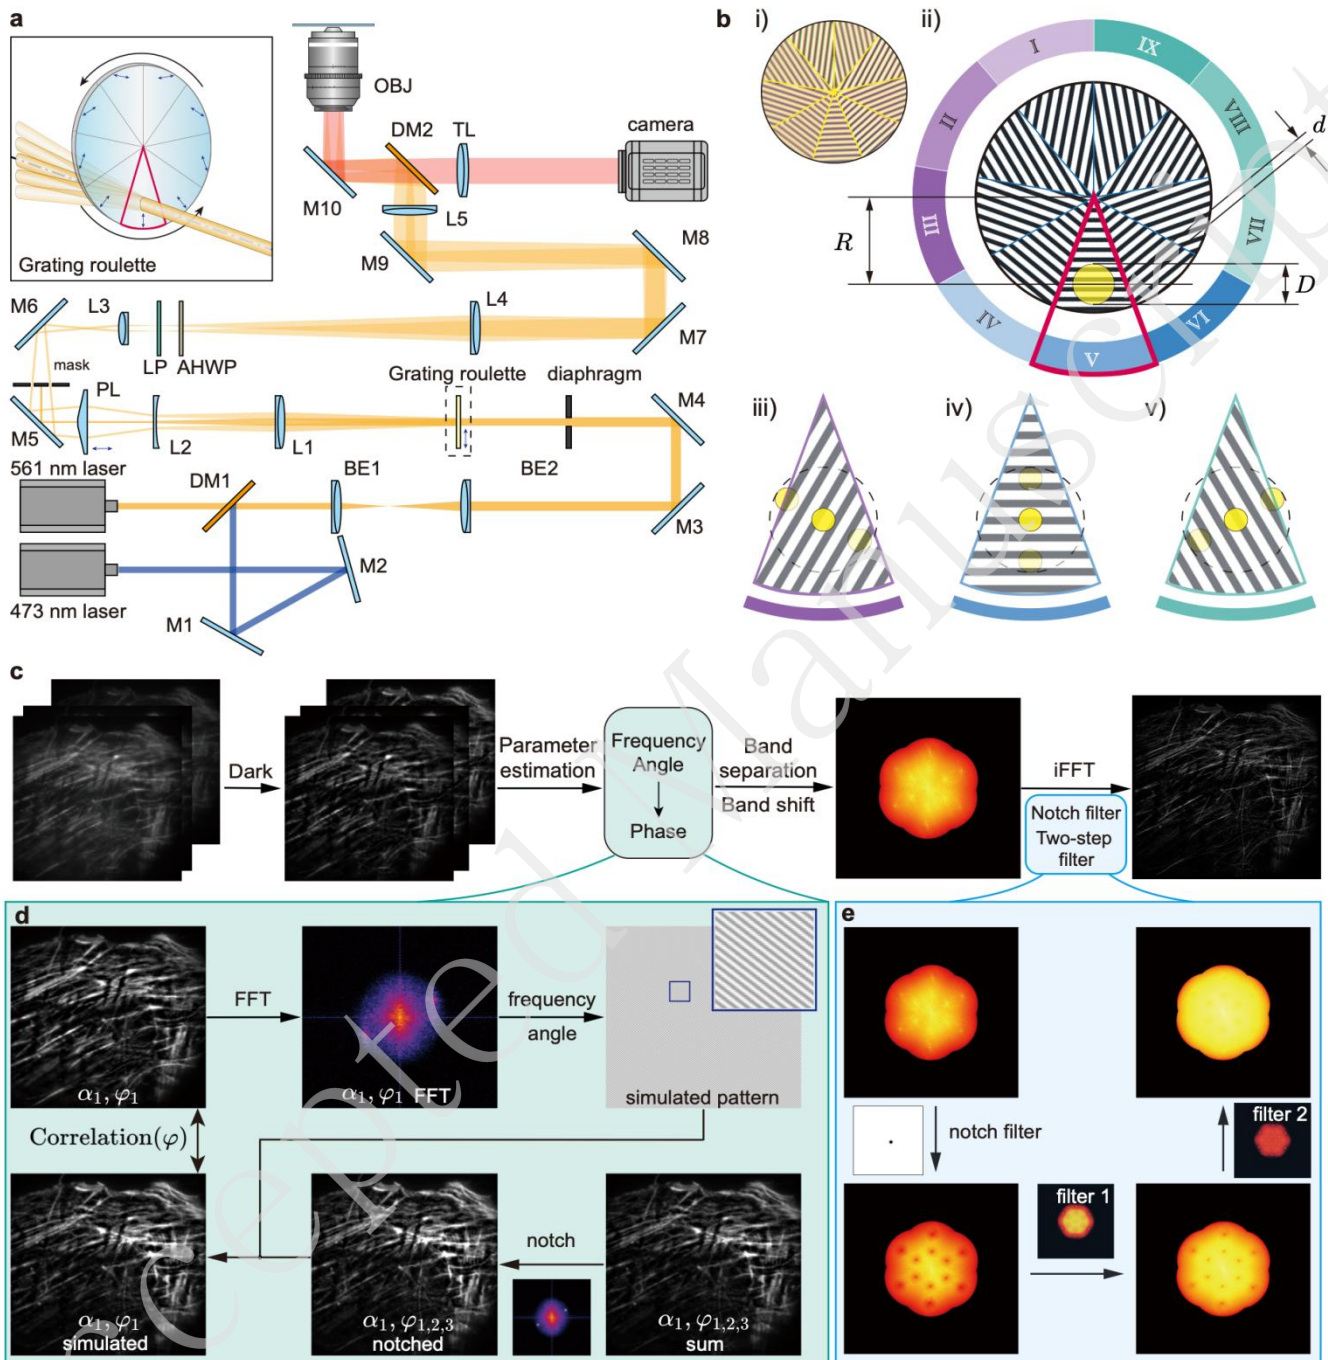 a
OBJ
DM2
TL
camera
M10
L5
M9
M8
Grating roulette
M6
L3
L4
M7
LP
AHWP
mask
PL
Grating roulette
diaphragm
M4
M5
L2
L1
561 nm laser
DM1
BE1
BE2
M3
M2
473 nm laser
M1
b
i)
ii)
I
IX
II
VIII
d
III
VII
R
D
IV
V
VI
iii)
iv)
v)
c
Dark
Parameter
estimation
Frequency
Angle
Phase
Band
separation
Band shift
iFFT
Notch filter
Two-step
filter
d
FFT
frequency
angle
α₁, φ₁
α₁, φ₁ FFT
simulated pattern
Correlation(φ)
notch
α₁, φ₁
simulated
α₁, φ₁,₂,₃
notched
α₁, φ₁,₂,₃
sum
e
notch filter
filter 2
filter 1
ccepted Manuscript